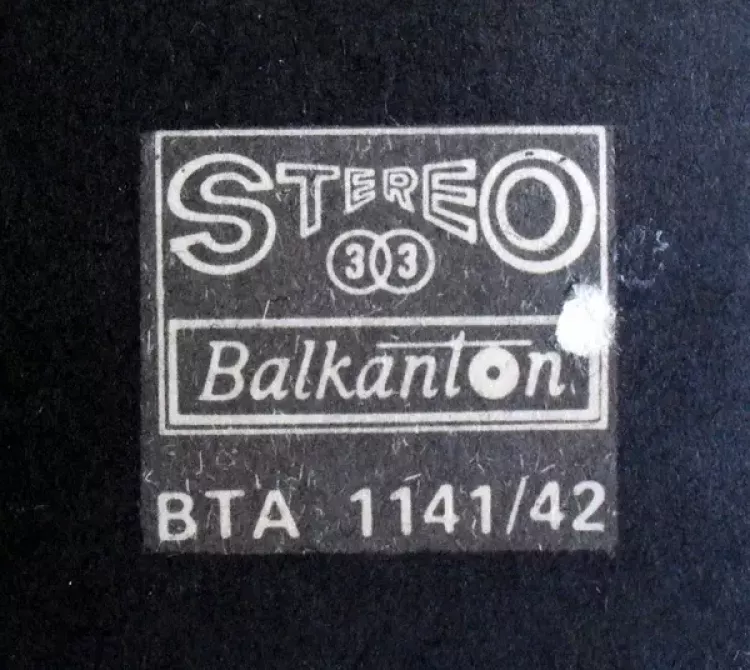 STEREO
33
Balkanton
BTA 1141/42